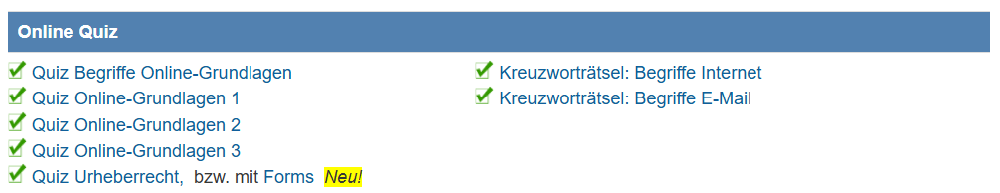 Online Quiz
Quiz Begriffe Online-Grundlagen
Quiz Online-Grundlagen 1
Quiz Online-Grundlagen 2
Quiz Online-Grundlagen 3
Quiz Urheberrecht, bzw. mit Forms Neu!
Kreuzworträtsel: Begriffe Internet
Kreuzworträtsel: Begriffe E-Mail